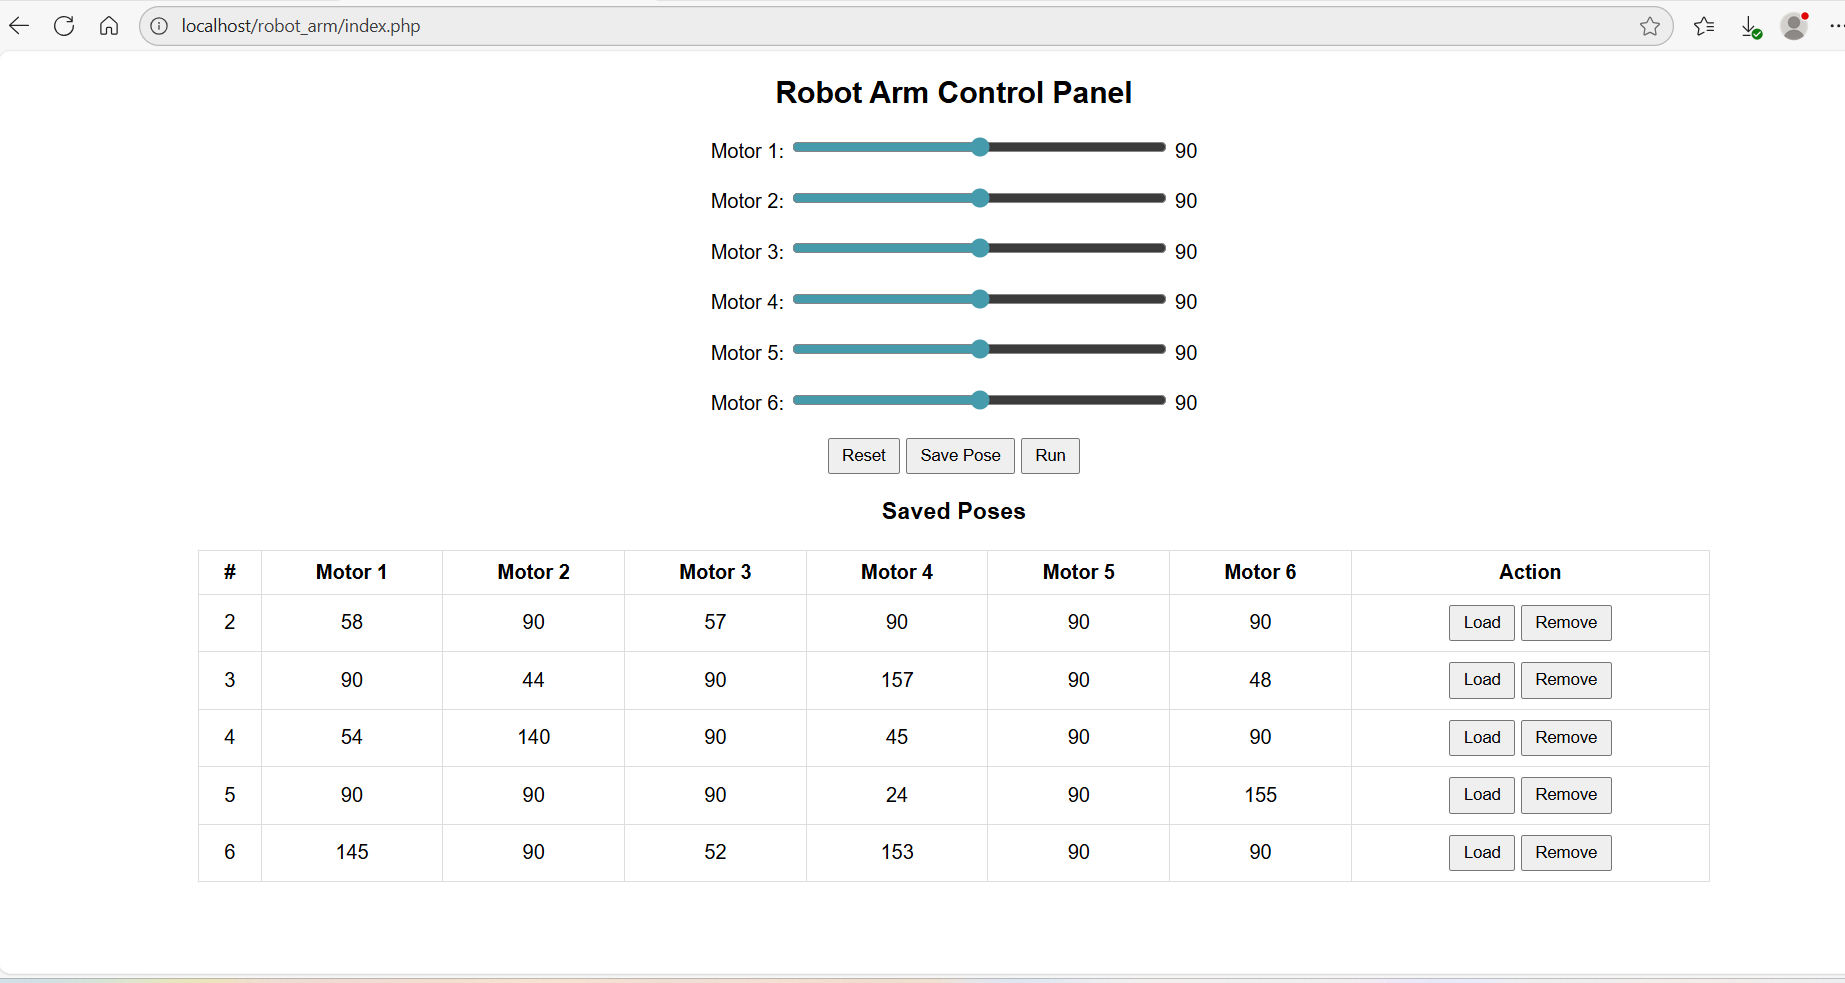 localhost/robot_arm/index.php
Robot Arm Control Panel
Motor 1: 90
Motor 2: 90
Motor 3: 90
Motor 4: 90
Motor 5: 90
Motor 6: 90
Reset Save Pose Run
Saved Poses
# Motor 1 Motor 2 Motor 3 Motor 4 Motor 5 Motor 6 Action
2 58 90 57 90 90 90 Load Remove
3 90 44 90 157 90 48 Load Remove
4 54 140 90 45 90 90 Load Remove
5 90 90 90 24 90 155 Load Remove
6 145 90 52 153 90 90 Load Remove